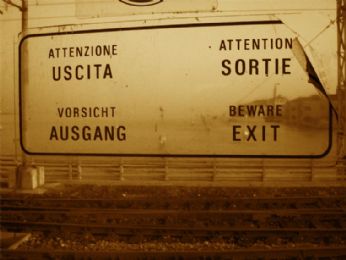 ATTENZIONE
USCITA
ATTENTION
SORTIE
VORSICHT
AUSGANG
BEWARE
EXIT